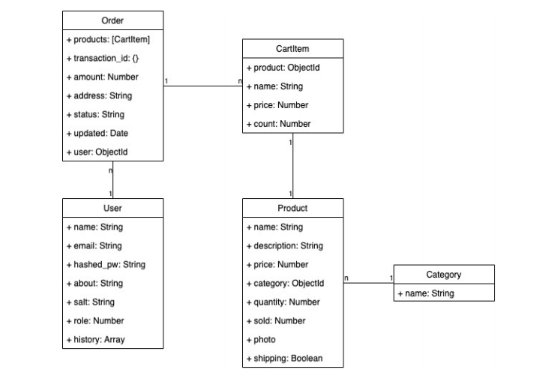 Order
+ products: [CartItem]
+ transaction_id: {}
+ amount: Number
+ address: String
+ status: String
+ updated: Date
+ user: ObjectId
1
n
CartItem
+ product: ObjectId
+ name: String
+ price: Number
+ count: Number
n
1
1
1
User
+ name: String
+ email: String
+ hashed_pw: String
+ about: String
+ salt: String
+ role: Number
+ history: Array
Product
+ name: String
+ description: String
+ price: Number
+ category: ObjectId
+ quantity: Number
+ sold: Number
+ photo
+ shipping: Boolean
n
1
Category
+ name: String